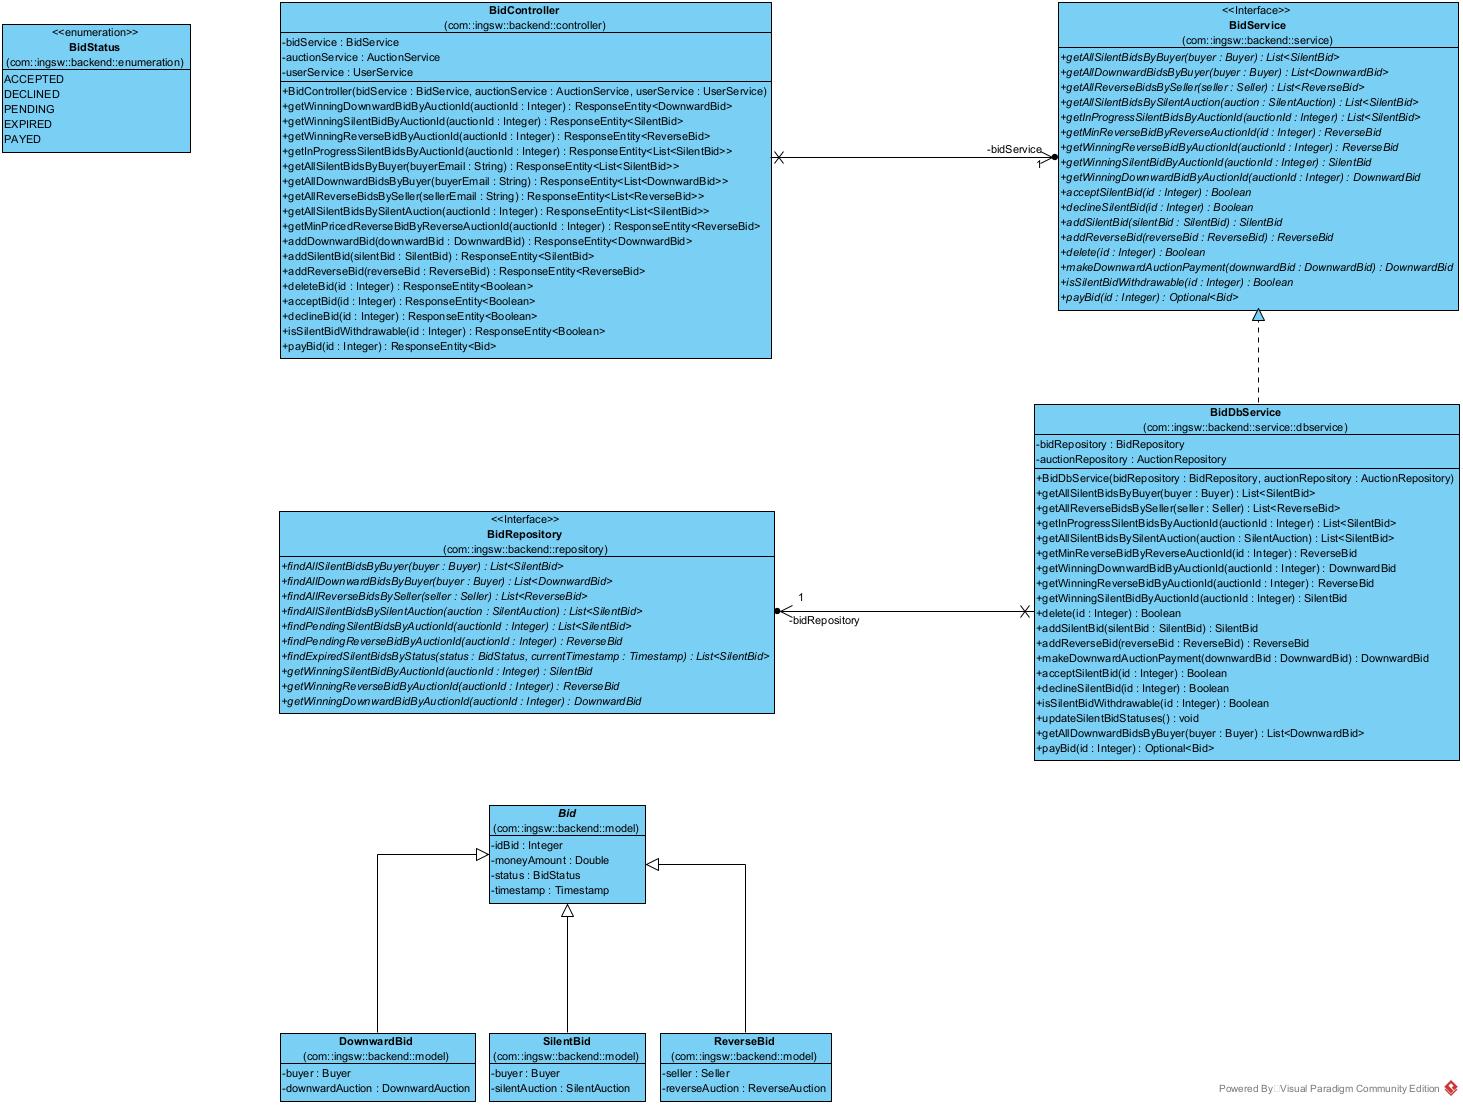 <<enumeration>>
BidStatus
(com::ingsw::backend::enumeration)
ACCEPTED
DECLINED
PENDING
EXPIRED
PAYED
BidController
(com::ingsw::backend::controller)
-bidService : BidService
-auctionService : AuctionService
-userService : UserService
+BidController(bidService : BidService, auctionService : AuctionService, userService : UserService)
+getWinningDownwardBidByAuctionId(auctionId : Integer) : ResponseEntity<DownwardBid>
+getWinningSilentBidByAuctionId(auctionId : Integer) : ResponseEntity<SilentBid>
+getWinningReverseBidByAuctionId(auctionId : Integer) : ResponseEntity<ReverseBid>
+getInProgressSilentBidsByAuctionId(auctionId : Integer) : ResponseEntity<List<SilentBid>>
+getAllSilentBidsByBuyer(buyerEmail : String) : ResponseEntity<List<SilentBid>>
+getAllDownwardBidsByBuyer(buyerEmail : String) : ResponseEntity<List<DownwardBid>>
+getAllReverseBidsBySeller(sellerEmail : String) : ResponseEntity<List<ReverseBid>>
+getAllSilentBidsBySilentAuction(auctionId : Integer) : ResponseEntity<List<SilentBid>>
+getMinPricedReverseBidByReverseAuctionId(auctionId : Integer) : ResponseEntity<ReverseBid>
+addDownwardBid(downwardBid : DownwardBid) : ResponseEntity<DownwardBid>
+addSilentBid(silentBid : SilentBid) : ResponseEntity<SilentBid>
+addReverseBid(reverseBid : ReverseBid) : ResponseEntity<ReverseBid>
+deleteBid(id : Integer) : ResponseEntity<Boolean>
+acceptBid(id : Integer) : ResponseEntity<Boolean>
+declineBid(id : Integer) : ResponseEntity<Boolean>
+isSilentBidWithdrawable(id : Integer) : ResponseEntity<Boolean>
+payBid(id : Integer) : ResponseEntity<Bid>
-bidService
1
<<Interface>>
BidService
(com::ingsw::backend::service)
+getAllSilentBidsByBuyer(buyer : Buyer) : List<SilentBid>
+getAllDownwardBidsByBuyer(buyer : Buyer) : List<DownwardBid>
+getAllReverseBidsBySeller(seller : Seller) : List<ReverseBid>
+getAllSilentBidsBySilentAuction(auction : SilentAuction) : List<SilentBid>
+getInProgressSilentBidsByAuctionId(auctionId : Integer) : List<SilentBid>
+getMinReverseBidByReverseAuctionId(id : Integer) : ReverseBid
+getWinningReverseBidByAuctionId(auctionId : Integer) : ReverseBid
+getWinningSilentBidByAuctionId(auctionId : Integer) : SilentBid
+getWinningDownwardBidByAuctionId(auctionId : Integer) : DownwardBid
+acceptSilentBid(id : Integer) : Boolean
+declineSilentBid(id : Integer) : Boolean
+addSilentBid(silentBid : SilentBid) : SilentBid
+addReverseBid(reverseBid : ReverseBid) : ReverseBid
+delete(id : Integer) : Boolean
+makeDownwardAuctionPayment(downwardBid : DownwardBid) : DownwardBid
+isSilentBidWithdrawable(id : Integer) : Boolean
+payBid(id : Integer) : Optional<Bid>
BidDbService
(com::ingsw::backend::service::dbservice)
-bidRepository : BidRepository
-auctionRepository : AuctionRepository
+BidDbService(bidRepository : BidRepository, auctionRepository : AuctionRepository)
+getAllSilentBidsByBuyer(buyer : Buyer) : List<SilentBid>
+getAllReverseBidsBySeller(seller : Seller) : List<ReverseBid>
+getInProgressSilentBidsByAuctionId(auctionId : Integer) : List<SilentBid>
+getAllSilentBidsBySilentAuction(auction : SilentAuction) : List<SilentBid>
+getMinReverseBidByReverseAuctionId(id : Integer) : ReverseBid
+getWinningDownwardBidByAuctionId(auctionId : Integer) : DownwardBid
+getWinningReverseBidByAuctionId(auctionId : Integer) : ReverseBid
+getWinningSilentBidByAuctionId(auctionId : Integer) : SilentBid
+delete(id : Integer) : Boolean
+addSilentBid(silentBid : SilentBid) : SilentBid
+addReverseBid(reverseBid : ReverseBid) : ReverseBid
+makeDownwardAuctionPayment(downwardBid : DownwardBid) : DownwardBid
+acceptSilentBid(id : Integer) : Boolean
+declineSilentBid(id : Integer) : Boolean
+isSilentBidWithdrawable(id : Integer) : Boolean
+updateSilentBidStatuses() : void
+getAllDownwardBidsByBuyer(buyer : Buyer) : List<DownwardBid>
+payBid(id : Integer) : Optional<Bid>
<<Interface>>
BidRepository
(com::ingsw::backend::repository)
+findAllSilentBidsByBuyer(buyer : Buyer) : List<SilentBid>
+findAllDownwardBidsByBuyer(buyer : Buyer) : List<DownwardBid>
+findAllReverseBidsBySeller(seller : Seller) : List<ReverseBid>
+findAllSilentBidsBySilentAuction(auction : SilentAuction) : List<SilentBid>
+findPendingSilentBidsByAuctionId(auctionId : Integer) : List<SilentBid>
+findPendingReverseBidByAuctionId(auctionId : Integer) : ReverseBid
+findExpiredSilentBidsByStatus(status : BidStatus, currentTimestamp : Timestamp) : List<SilentBid>
+getWinningSilentBidByAuctionId(auctionId : Integer) : SilentBid
+getWinningReverseBidByAuctionId(auctionId : Integer) : ReverseBid
+getWinningDownwardBidByAuctionId(auctionId : Integer) : DownwardBid
1
-bidRepository
Bid
(com::ingsw::backend::model)
-idBid : Integer
-moneyAmount : Double
-status : BidStatus
-timestamp : Timestamp
DownwardBid
(com::ingsw::backend::model)
-buyer : Buyer
-downwardAuction : DownwardAuction
SilentBid
(com::ingsw::backend::model)
-buyer : Buyer
-silentAuction : SilentAuction
ReverseBid
(com::ingsw::backend::model)
-seller : Seller
-reverseAuction : ReverseAuction
Powered By Visual Paradigm Community Edition